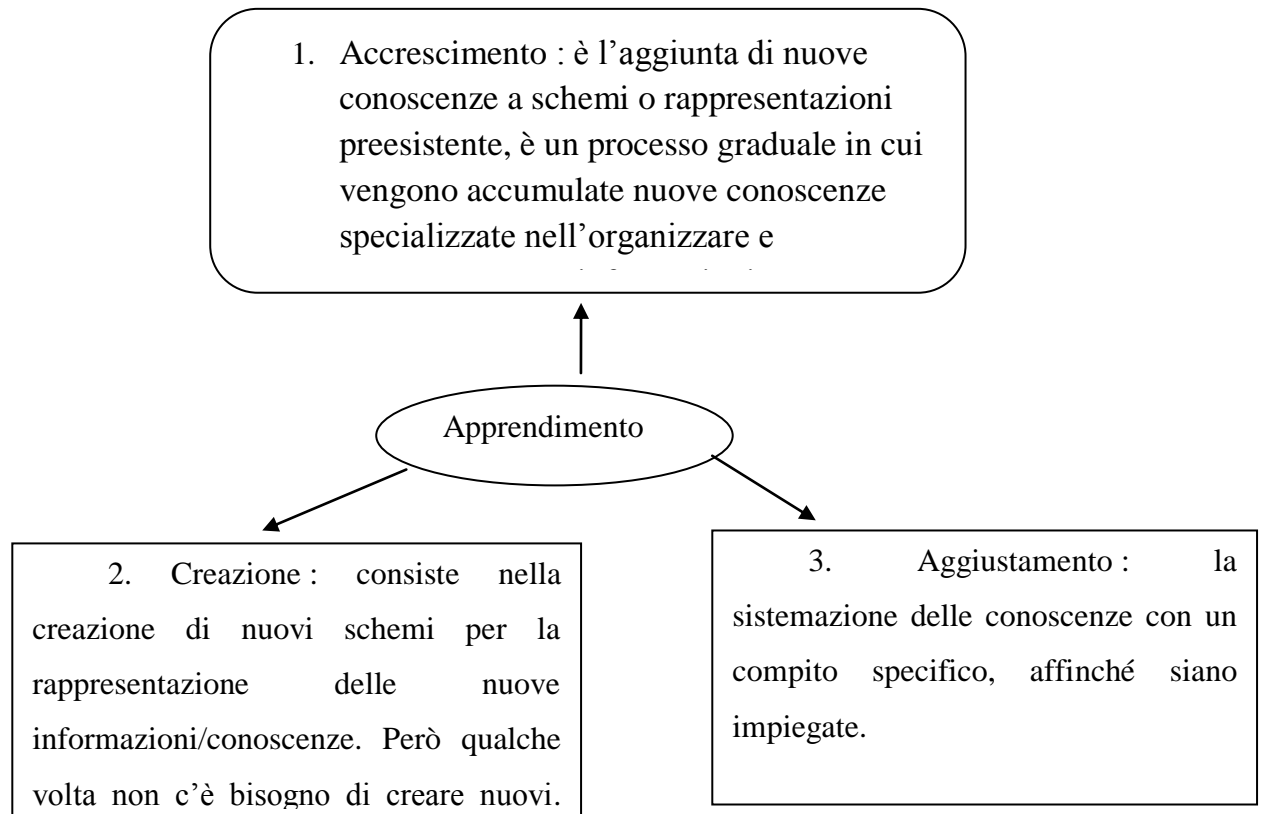 1. Accrescimento : è l’aggiunta di nuove
conoscenze a schemi o rappresentazioni
preesistente, è un processo graduale in cui
vengono accumulate nuove conoscenze
specializzate nell’organizzare e
Apprendimento
2. Creazione : consiste nella
creazione di nuovi schemi per la
rappresentazione delle nuove
informazioni/conoscenze. Però qualche
volta non c’è bisogno di creare nuovi.
3. Aggiustamento : la
sistemazione delle conoscenze con un
compito specifico, affinché siano
impiegate.